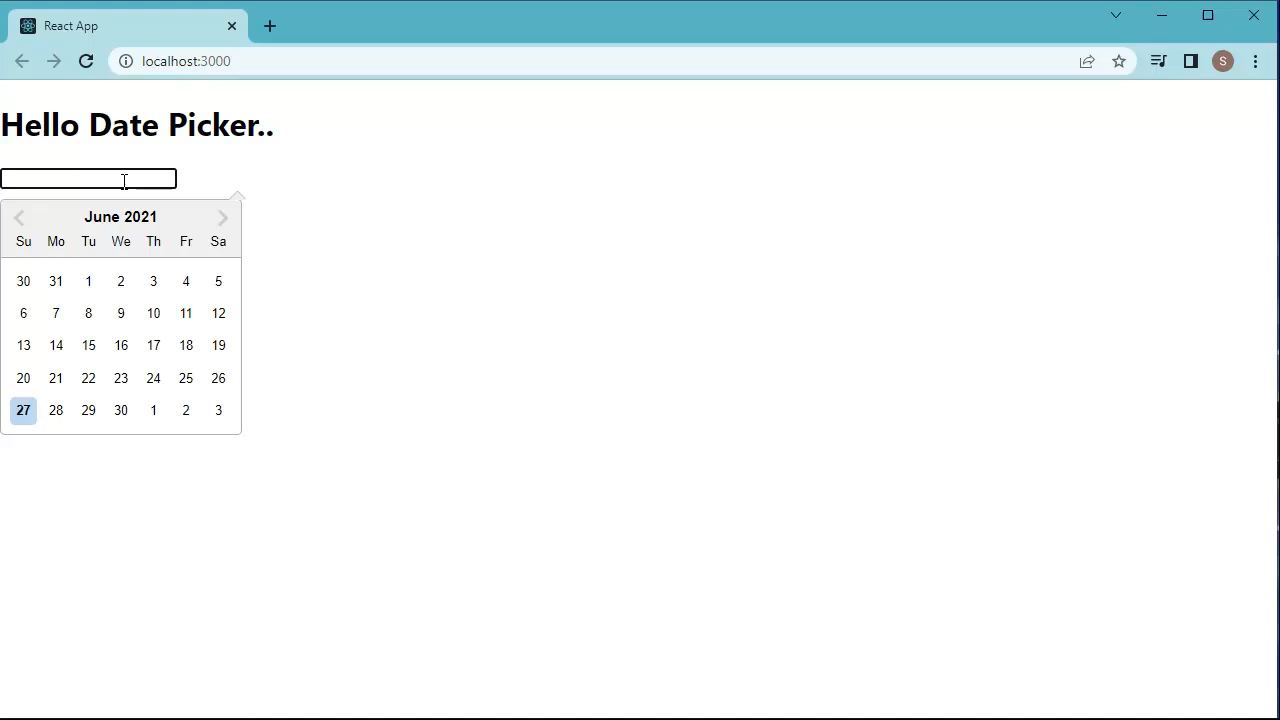 React App
localhost:3000
S
Hello Date Picker..
June 2021
Su Mo Tu We Th Fr Sa
30 31 1 2 3 4 5
6 7 8 9 10 11 12
13 14 15 16 17 18 19
20 21 22 23 24 25 26
27 28 29 30 1 2 3